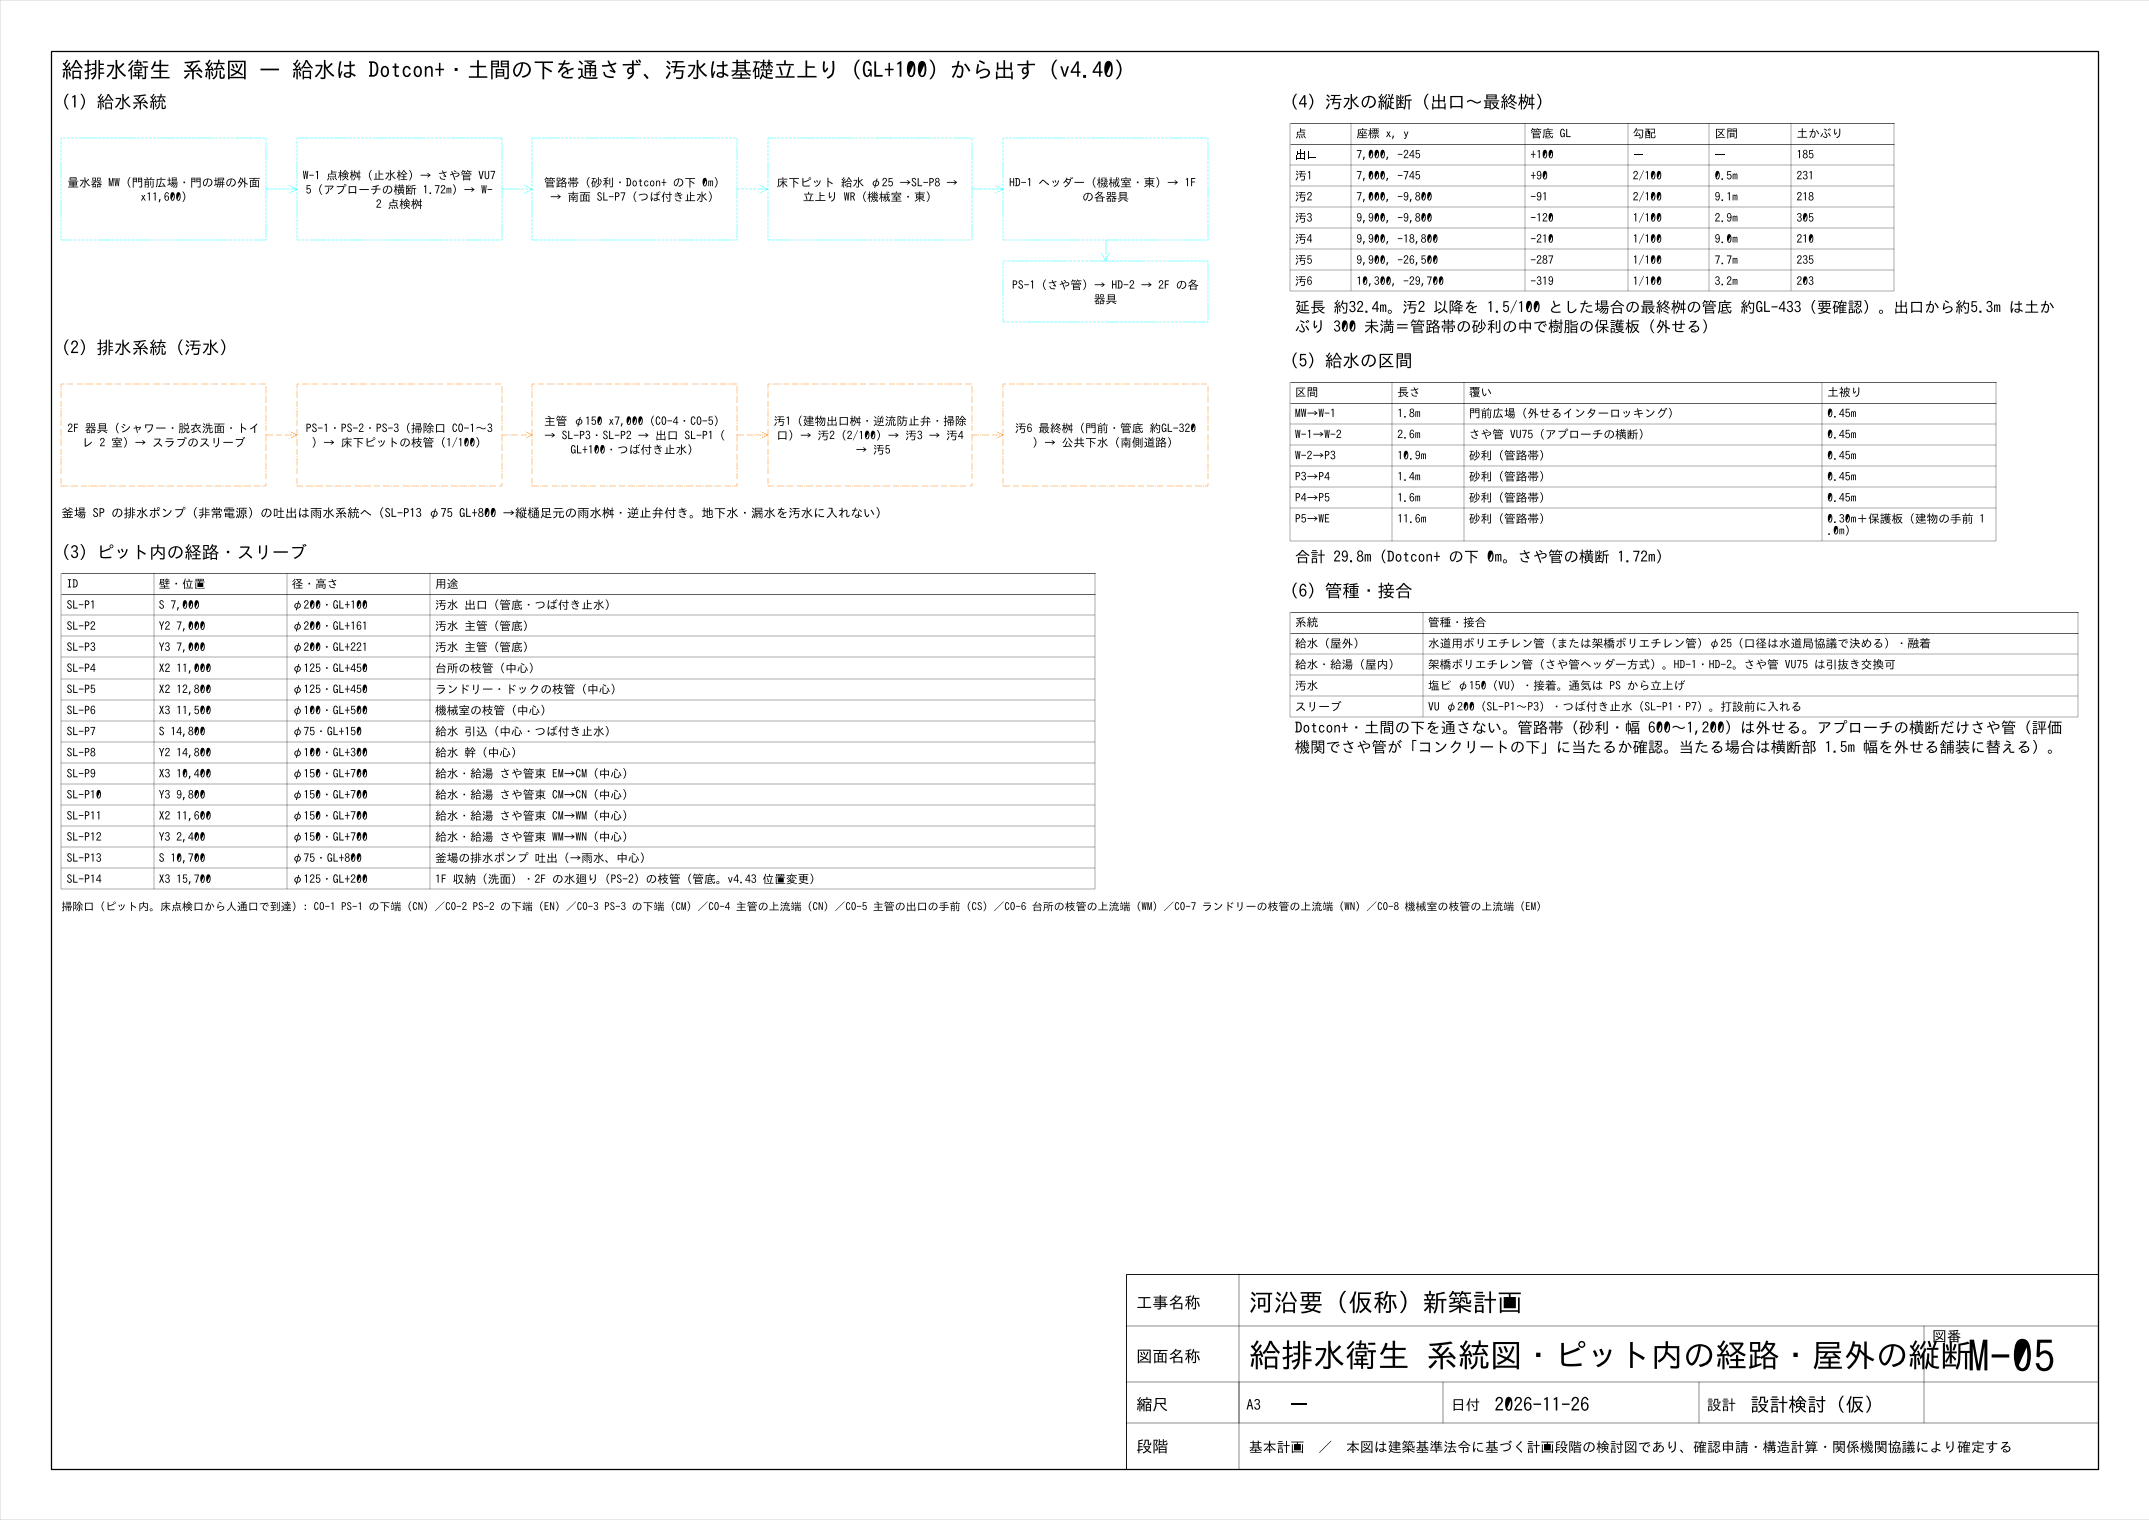 給排水衛生 系統図 ― 給水は Dotcon+・土間の下を通さず、汚水は基礎立上り（GL+100）から出す（v4.40）
（1）給水系統
量水器 MW（門前広場・門の塀の外面
x11,600）
W-1 点検桝（止水栓）→ さや管 VU7
5（アプローチの横断 1.72m）→ W-
2 点検桝
管路帯（砂利・Dotcon+ の下 0m）
→ 南面 SL-P7（つば付き止水）
床下ピット 給水 φ25 →SL-P8 →
立上り WR（機械室・東）
HD-1 ヘッダー（機械室・東）→ 1F
の各器具
PS-1（さや管）→ HD-2 → 2F の各
器具
（2）排水系統（汚水）
2F 器具（シャワー・脱衣洗面・トイ
レ 2 室）→ スラブのスリーブ
PS-1・PS-2・PS-3（掃除口 CO-1～3
）→ 床下ピットの枝管（1/100）
主管 φ150 x7,000（CO-4・CO-5）
→ SL-P3・SL-P2 → 出口 SL-P1（
GL+100・つば付き止水）
汚1（建物出口桝・逆流防止弁・掃除
口）→ 汚2（2/100）→ 汚3 → 汚4
→ 汚5
汚6 最終桝（門前・管底 約GL-320
）→ 公共下水（南側道路）
釜場 SP の排水ポンプ（非常電源）の吐出は雨水系統へ（SL-P13 φ75 GL+800 →縦樋足元の雨水桝・逆止弁付き。地下水・漏水を汚水に入れない）
（3）ピット内の経路・スリーブ
ID 壁・位置 径・高さ 用途
SL-P1 S 7,000 φ200・GL+100 汚水 出口（管底・つば付き止水）
SL-P2 Y2 7,000 φ200・GL+161 汚水 主管（管底）
SL-P3 Y3 7,000 φ200・GL+221 汚水 主管（管底）
SL-P4 X2 11,000 φ125・GL+450 台所の枝管（中心）
SL-P5 X2 12,800 φ125・GL+450 ランドリー・ドックの枝管（中心）
SL-P6 X3 11,500 φ100・GL+500 機械室の枝管（中心）
SL-P7 S 14,800 φ75・GL+150 給水 引込（中心・つば付き止水）
SL-P8 Y2 14,800 φ100・GL+300 給水 幹（中心）
SL-P9 X3 10,400 φ150・GL+700 給水・給湯 さや管束 EM→CM（中心）
SL-P10 Y3 9,800 φ150・GL+700 給水・給湯 さや管束 CM→CN（中心）
SL-P11 X2 11,600 φ150・GL+700 給水・給湯 さや管束 CM→WM（中心）
SL-P12 Y3 2,400 φ150・GL+700 給水・給湯 さや管束 WM→WN（中心）
SL-P13 S 10,700 φ75・GL+800 釜場の排水ポンプ 吐出（→雨水、中心）
SL-P14 X3 15,700 φ125・GL+200 1F 収納（洗面）・2F の水廻り（PS-2）の枝管（管底。v4.43 位置変更）
掃除口（ピット内。床点検口から人通口で到達）: CO-1 PS-1 の下端（CN）／CO-2 PS-2 の下端（EN）／CO-3 PS-3 の下端（CM）／CO-4 主管の上流端（CN）／CO-5 主管の出口の手前（CS）／CO-6 台所の枝管の上流端（WM）／CO-7 ランドリーの枝管の上流端（WN）／CO-8 機械室の枝管の上流端（EM）
（4）汚水の縦断（出口～最終桝）
点 座標 x, y 管底 GL 勾配 区間 土かぶり
出し 7,000, -245 +100 ― ― 185
汚1 7,000, -745 +90 2/100 0.5m 231
汚2 7,000, -9,800 -91 2/100 9.1m 218
汚3 9,900, -9,800 -120 1/100 2.9m 305
汚4 9,900, -18,800 -210 1/100 9.0m 210
汚5 9,900, -26,500 -287 1/100 7.7m 235
汚6 10,300, -29,700 -319 1/100 3.2m 203
延長 約32.4m。汚2 以降を 1.5/100 とした場合の最終桝の管底 約GL-433（要確認）。出口から約5.3m は土か
ぶり 300 未満＝管路帯の砂利の中で樹脂の保護板（外せる）
（5）給水の区間
区間 長さ 覆い 土被り
MW→W-1 1.8m 門前広場（外せるインターロッキング） 0.45m
W-1→W-2 2.6m さや管 VU75（アプローチの横断） 0.45m
W-2→P3 10.9m 砂利（管路帯） 0.45m
P3→P4 1.4m 砂利（管路帯） 0.45m
P4→P5 1.6m 砂利（管路帯） 0.45m
P5→WE 11.6m 砂利（管路帯） 0.30m＋保護板（建物の手前 1
.0m）
合計 29.8m（Dotcon+ の下 0m。さや管の横断 1.72m）
（6）管種・接合
系統 管種・接合
給水（屋外） 水道用ポリエチレン管（または架橋ポリエチレン管）φ25（口径は水道局協議で決める）・融着
給水・給湯（屋内） 架橋ポリエチレン管（さや管ヘッダー方式）。HD-1・HD-2。さや管 VU75 は引抜き交換可
汚水 塩ビ φ150（VU）・接着。通気は PS から立上げ
スリーブ VU φ200（SL-P1～P3）・つば付き止水（SL-P1・P7）。打設前に入れる
Dotcon+・土間の下を通さない。管路帯（砂利・幅 600～1,200）は外せる。アプローチの横断だけさや管（評価
機関でさや管が「コンクリートの下」に当たるか確認。当たる場合は横断部 1.5m 幅を外せる舗装に替える）。
工事名称 河沿要（仮称）新築計画
図面名称 給排水衛生 系統図・ピット内の経路・屋外の縦断 図番 M-05
縮尺 A3 ― 日付 2026-11-26 設計 設計検討（仮）
段階 基本計画 ／ 本図は建築基準法令に基づく計画段階の検討図であり、確認申請・構造計算・関係機関協議により確定する